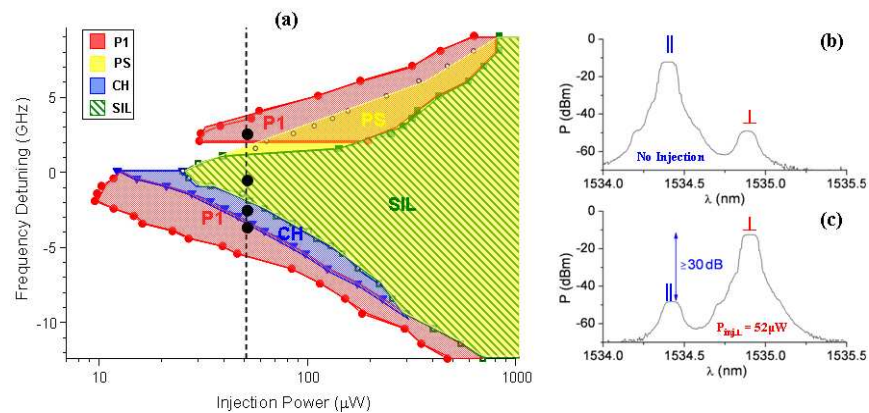 (a)
P1
PS
CH
SIL
P1
PS
SIL
P1
CH
Frequency Detuning (GHz)
5
0
-5
-10
10
100
1000
Injection Power (μW)
(b)
||
⊥
No Injection
P (dBm)
0
-20
-40
-60
1534.0
1534.5
1535.0
1535.5
λ (nm)
(c)
⊥
≥30 dB
||
Pinj.⊥ = 52μW
P (dBm)
0
-20
-40
-60
1534.0
1534.5
1535.0
1535.5
λ (nm)